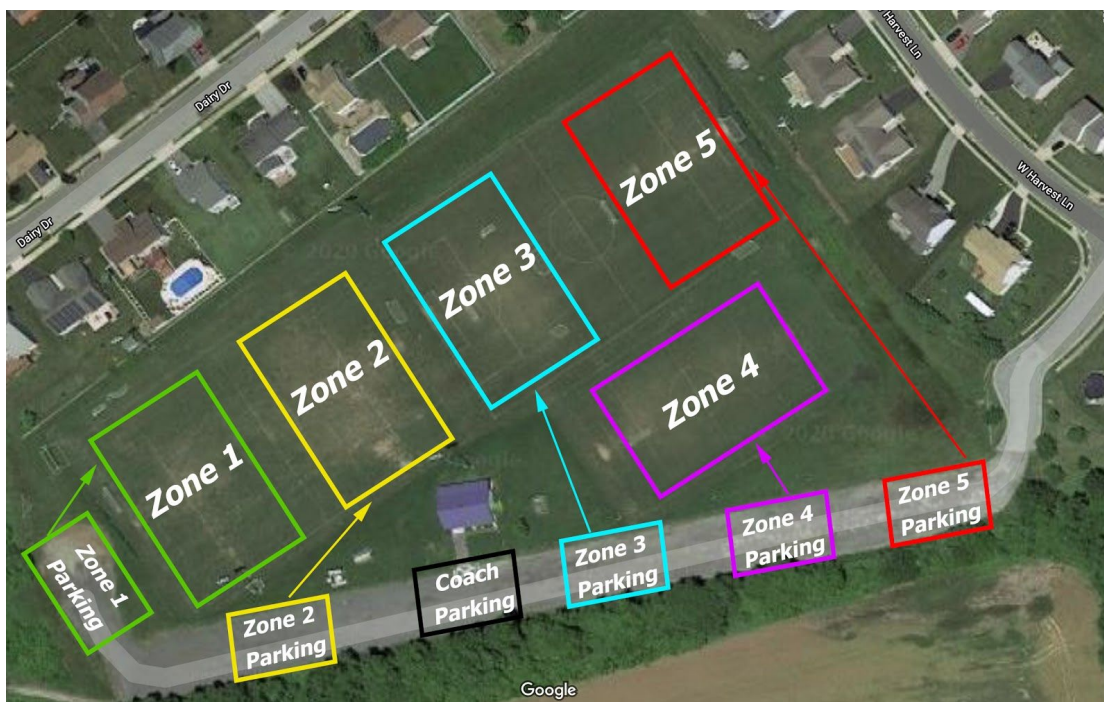 W Harvest Ln
Dairy Dr
W Harvest Ln
Dairy Dr
Zone 5
Zone 3
Zone 2
Zone 4
Zone 1
Zone 5
Parking
Zone 4
Parking
Zone 3
Parking
Coach
Parking
Zone 1
Parking
Zone 2
Parking
Google